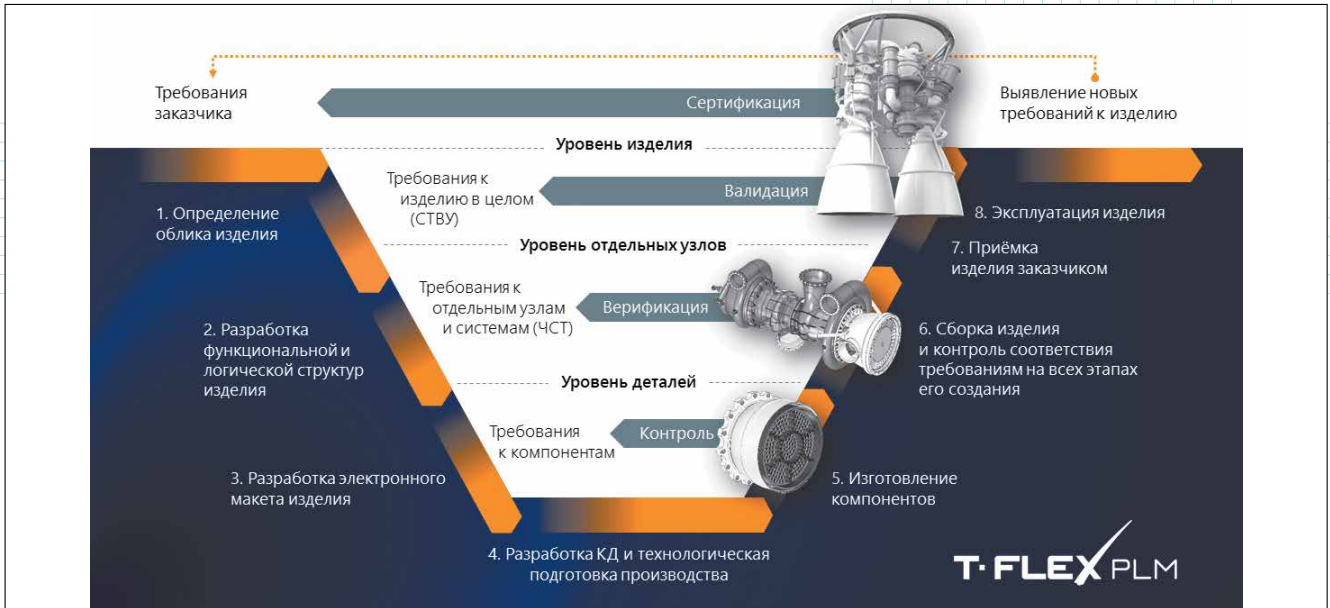 Требования
заказчика
Сертификация
Выявление новых
требований к изделию
Уровень изделия
Требования к
изделию в целом
(СТВУ)
Валидация
1. Определение
облика изделия
8. Эксплуатация изделия
Уровень отдельных узлов
7. Приёмка
изделия заказчиком
Требования к
отдельным узлам
и системам (ЧСТ)
Верификация
2. Разработка
функциональной и
логической структур
изделия
6. Сборка изделия
и контроль соответствия
требованиям на всех этапах
его создания
Уровень деталей
Требования
к компонентам
Контроль
3. Разработка электронного
макета изделия
5. Изготовление
компонентов
4. Разработка КД и технологическая
подготовка производства
T-FLEX PLM